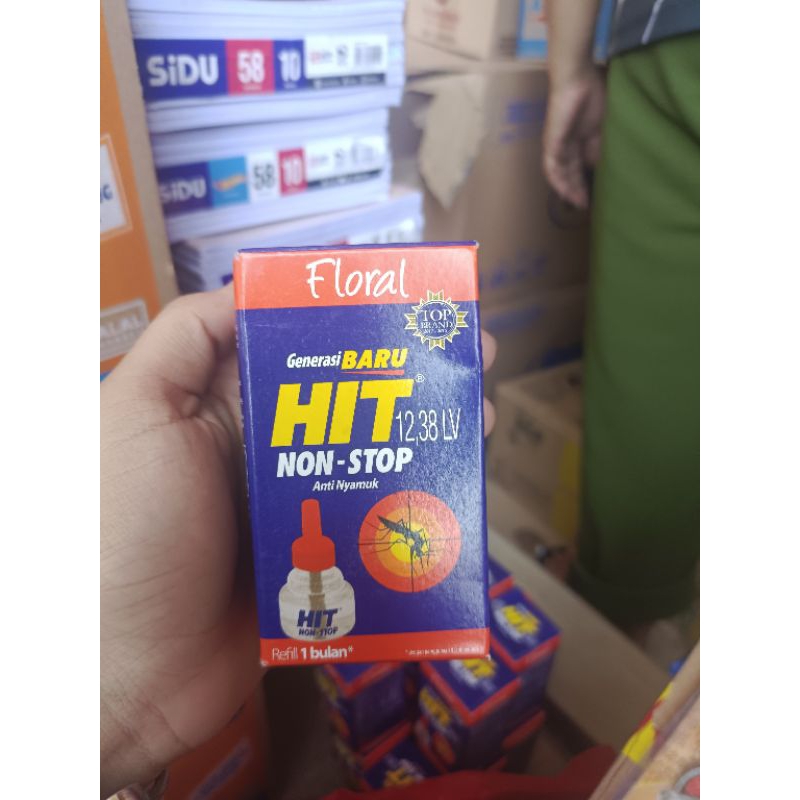 SiDU 58 10
SiDU 58 10
Floral
TOP
BRAND
Generasi BARU
HIT® 12,38 LV
NON-STOP
Anti Nyamuk
HIT
NON-STOP
Refill 1 bulan*
HIT